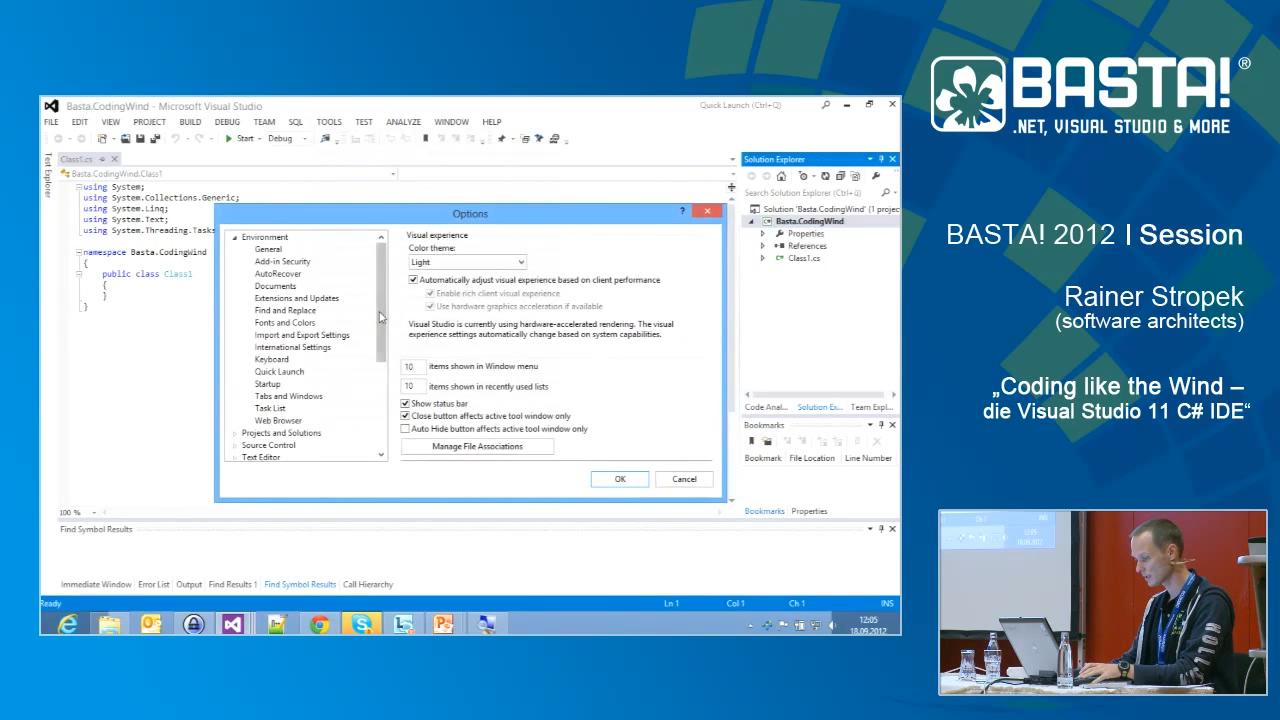 BASTA!®
.NET, VISUAL STUDIO & MORE
BASTA! 2012 | Session
Rainer Stropek
(software architects)
„Coding like the Wind –
die Visual Studio 11 C# IDE“
Basta.CodingWind - Microsoft Visual Studio
Quick Launch (Ctrl+Q)
FILE EDIT VIEW PROJECT BUILD DEBUG TEAM SQL TOOLS TEST ANALYZE WINDOW HELP
Start Debug
Test Explorer
Class1.cs
Basta.CodingWind.Class1
using System;
using System.Collections.Generic;
using System.Linq;
using System.Text;
using System.Threading.Tasks
namespace Basta.CodingWind
{
public class Class1
{
}
}
100 %
Options
?
Environment
General
Add-in Security
AutoRecover
Documents
Extensions and Updates
Find and Replace
Fonts and Colors
Import and Export Settings
International Settings
Keyboard
Quick Launch
Startup
Tabs and Windows
Task List
Web Browser
Projects and Solutions
Source Control
Text Editor
Visual experience
Color theme:
Light
Automatically adjust visual experience based on client performance
Enable rich client visual experience
Use hardware graphics acceleration if available
Visual Studio is currently using hardware-accelerated rendering. The visual
experience settings automatically change based on system capabilities.
10 items shown in Window menu
10 items shown in recently used lists
Show status bar
Close button affects active tool window only
Auto Hide button affects active tool window only
Manage File Associations
OK Cancel
Solution Explorer
Search Solution Explorer (Ctrl+ü)
Solution 'Basta.CodingWind' (1 projec
Basta.CodingWind
Properties
References
Class1.cs
Code Anal... Solution Ex... Team Expl...
Bookmarks
Bookmark File Location Line Number
Bookmarks Properties
Find Symbol Results
Immediate Window Error List Output Find Results 1 Find Symbol Results Call Hierarchy
Ready Ln 1 Col 1 Ch 1 INS
12:05
18.09.2012